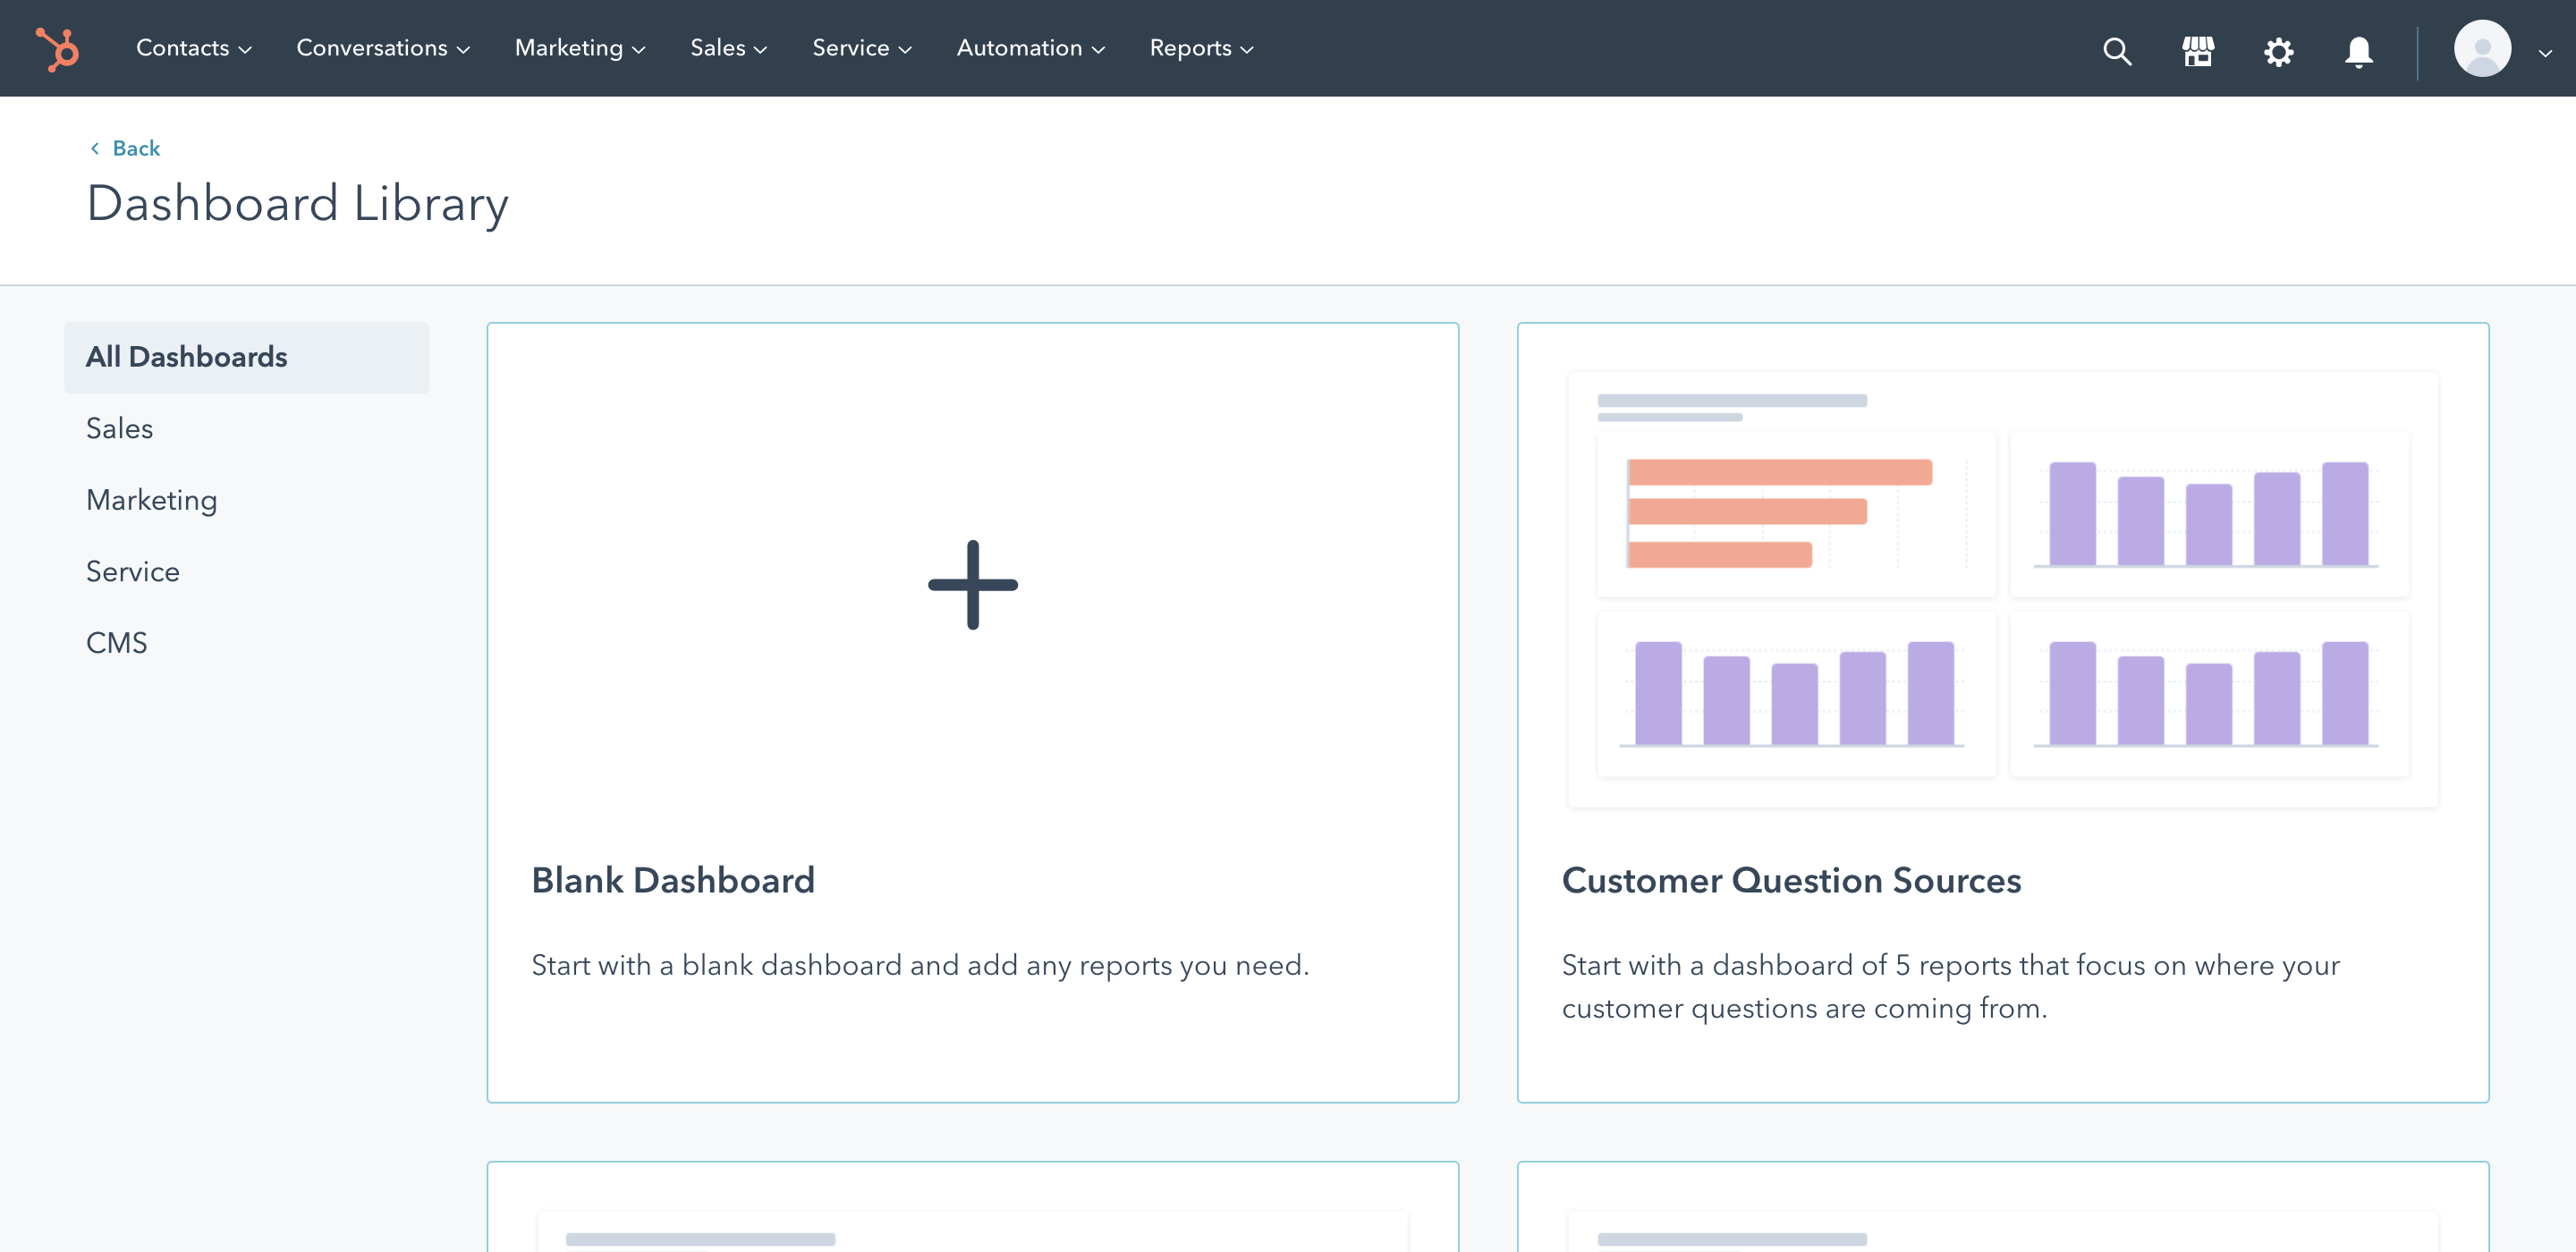 Contacts Conversations Marketing Sales Service Automation Reports
Back
Dashboard Library
All Dashboards
Sales
Marketing
Service
CMS
Blank Dashboard
Start with a blank dashboard and add any reports you need.
Customer Question Sources
Start with a dashboard of 5 reports that focus on where your
customer questions are coming from.